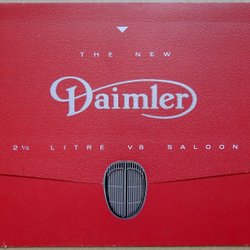 THE NEW
Daimler
2½ LITRE V8 SALOON